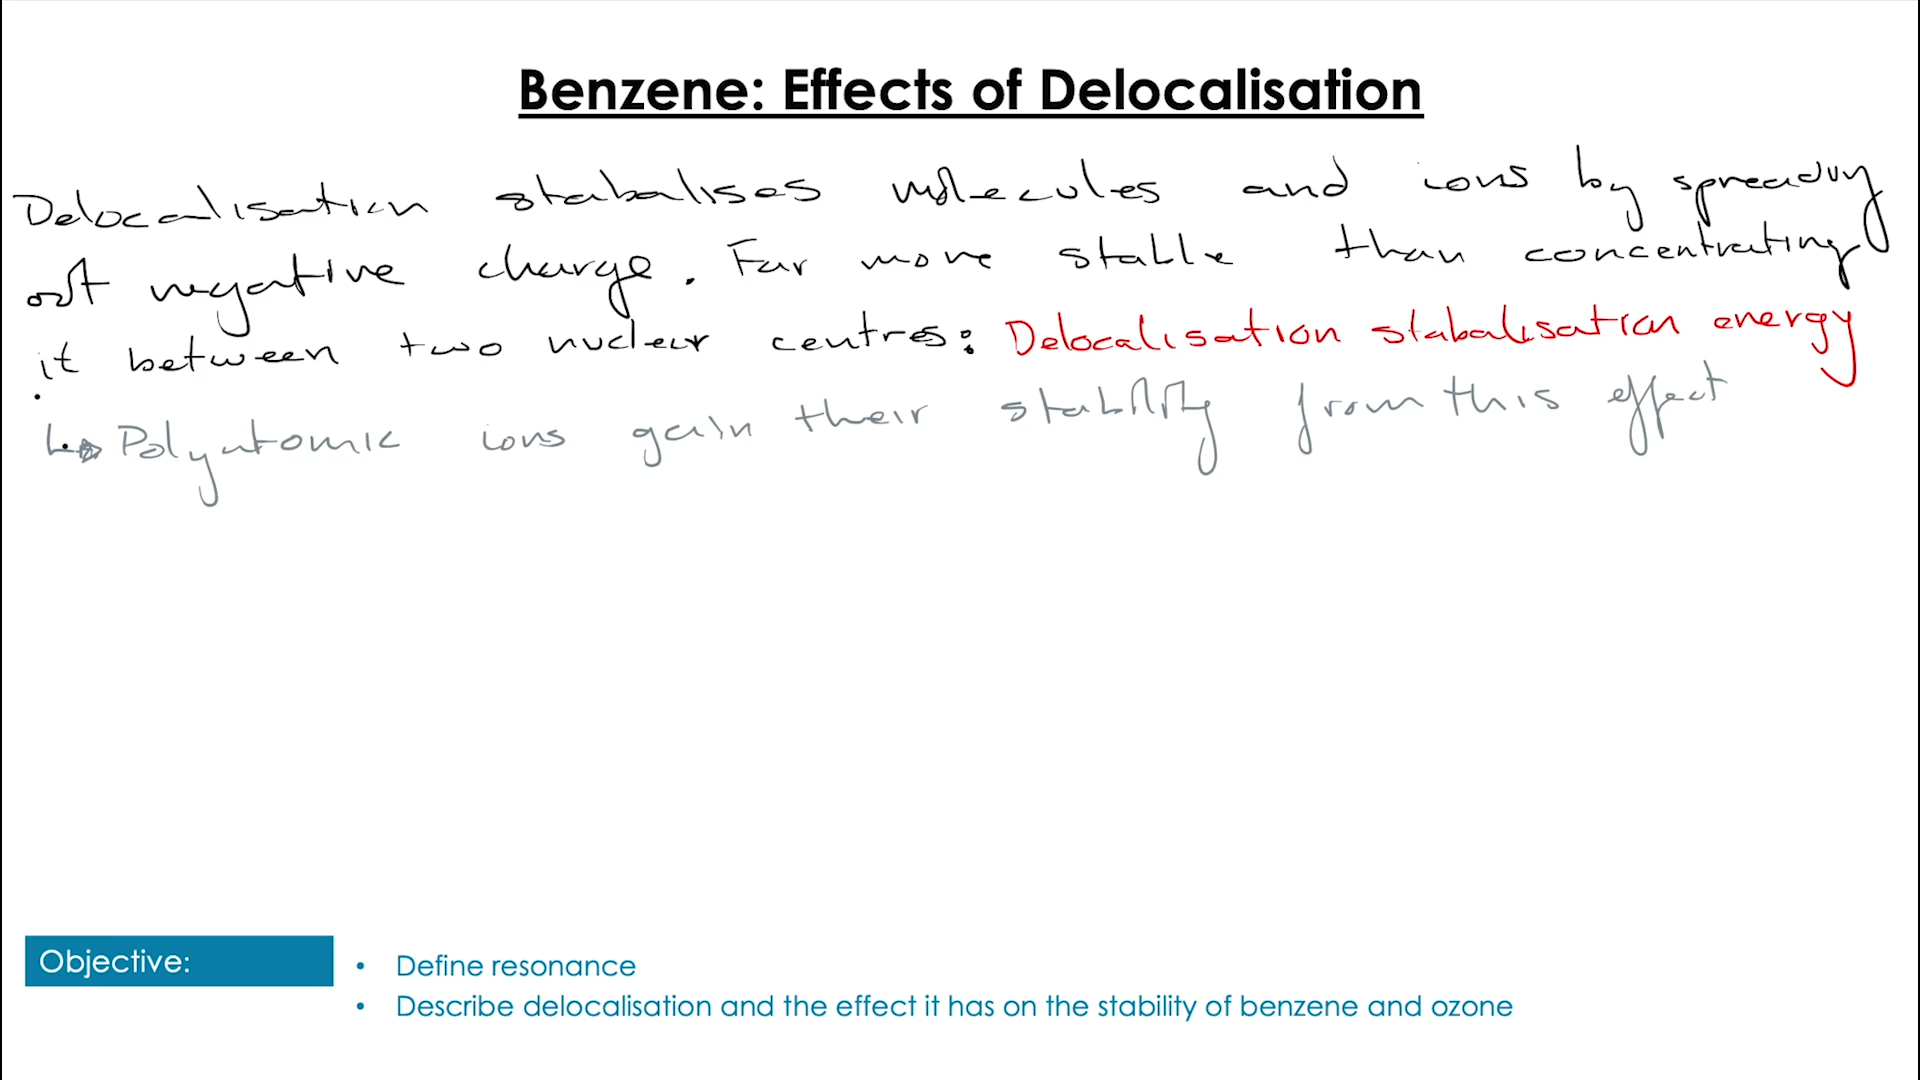 Benzene: Effects of Delocalisation
Delocalisation stabalises molecules and ions by spreading
out negative charge. Far more stable than concentrating
it between two nuclear centres: Delocalisation stabalisation energy
↳ Polyatomic ions gain their stability from this effect
Objective:
• Define resonance
• Describe delocalisation and the effect it has on the stability of benzene and ozone